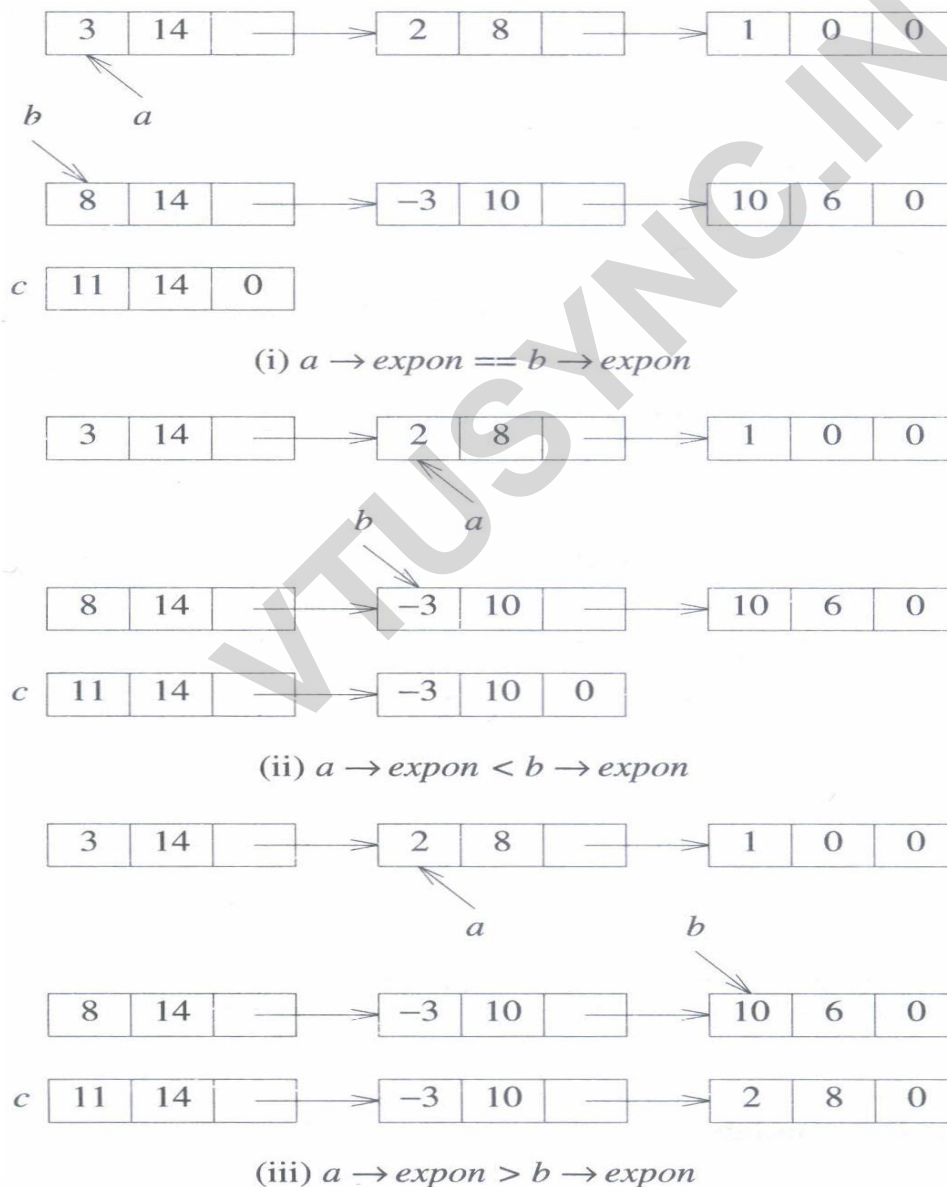 3 14 2 8 1 0 0
b a
8 14 −3 10 10 6 0
c 11 14 0
(i) a → expon == b → expon
3 14 2 8 1 0 0
b a
8 14 −3 10 10 6 0
c 11 14 −3 10 0
(ii) a → expon < b → expon
3 14 2 8 1 0 0
a b
8 14 −3 10 10 6 0
c 11 14 −3 10 2 8 0
(iii) a → expon > b → expon
VTUSYNC.IN